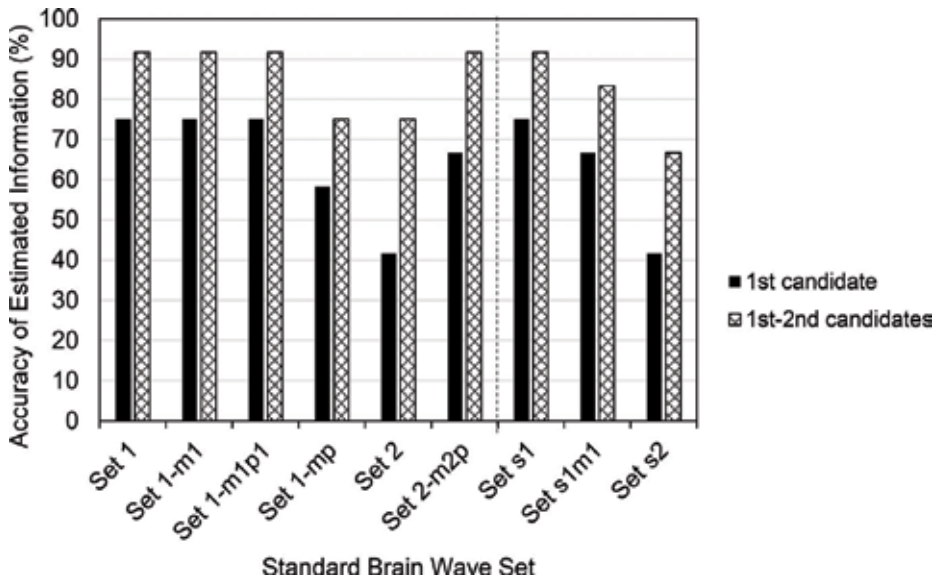 Accuracy of Estimated Information (%)
100
90
80
70
60
50
40
30
20
10
0
Set 1
Set 1-m1
Set 1-m1p1
Set 1-mp
Set 2
Set 2-m2p
Set s1
Set s1m1
Set s2
Standard Brain Wave Set
1st candidate
1st-2nd candidates